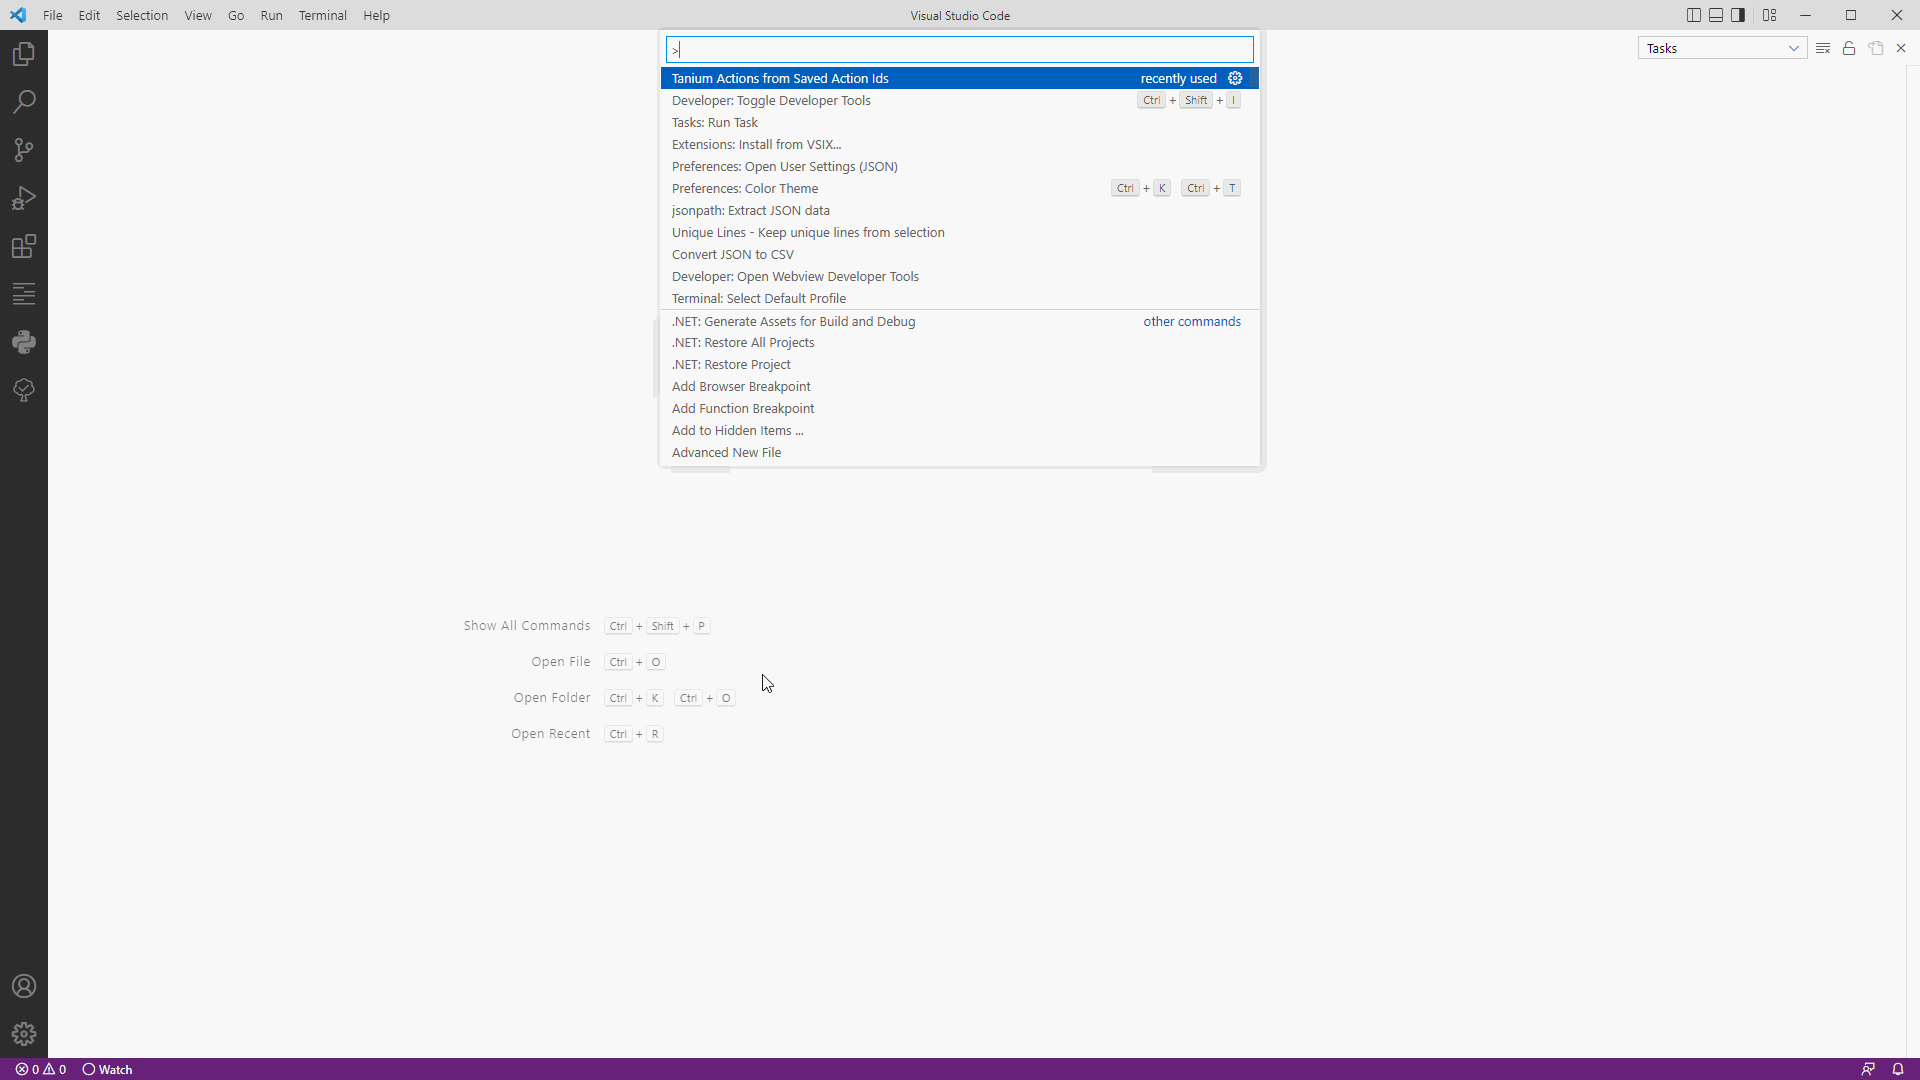 File Edit Selection View Go Run Terminal Help Visual Studio Code
>
Tasks
Tanium Actions from Saved Action Ids recently used
Developer: Toggle Developer Tools Ctrl + Shift + I
Tasks: Run Task
Extensions: Install from VSIX...
Preferences: Open User Settings (JSON)
Preferences: Color Theme Ctrl + K Ctrl + T
jsonpath: Extract JSON data
Unique Lines - Keep unique lines from selection
Convert JSON to CSV
Developer: Open Webview Developer Tools
Terminal: Select Default Profile
.NET: Generate Assets for Build and Debug other commands
.NET: Restore All Projects
.NET: Restore Project
Add Browser Breakpoint
Add Function Breakpoint
Add to Hidden Items ...
Advanced New File
Show All Commands Ctrl + Shift + P
Open File Ctrl + O
Open Folder Ctrl + K Ctrl + O
Open Recent Ctrl + R
0 0 Watch